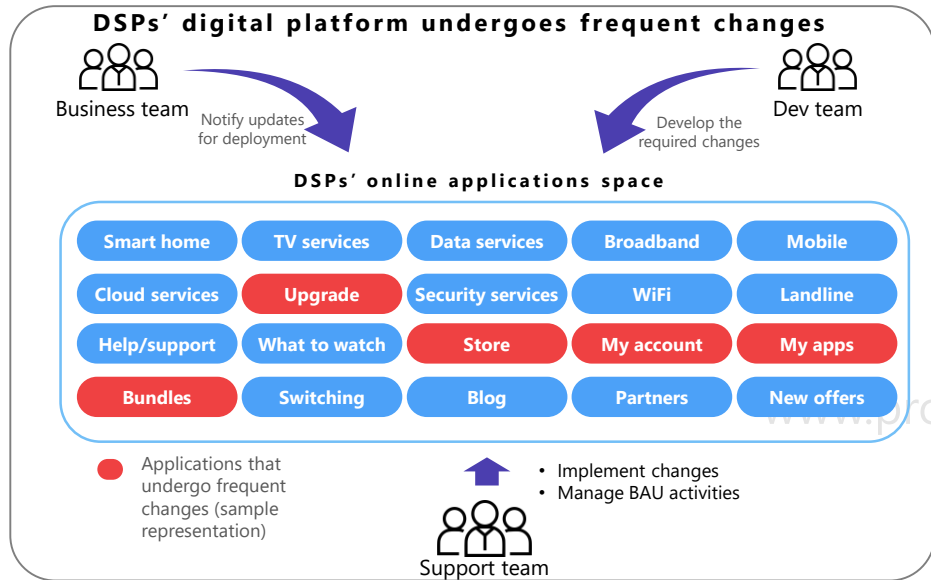 DSPs’ digital platform undergoes frequent changes
Business team
Dev team
Notify updates
for deployment
Develop the
required changes
DSPs’ online applications space
Smart home
TV services
Data services
Broadband
Mobile
Cloud services
Upgrade
Security services
WiFi
Landline
Help/support
What to watch
Store
My account
My apps
Bundles
Switching
Blog
Partners
New offers
Applications that
undergo frequent
changes (sample
representation)
• Implement changes
• Manage BAU activities
Support team